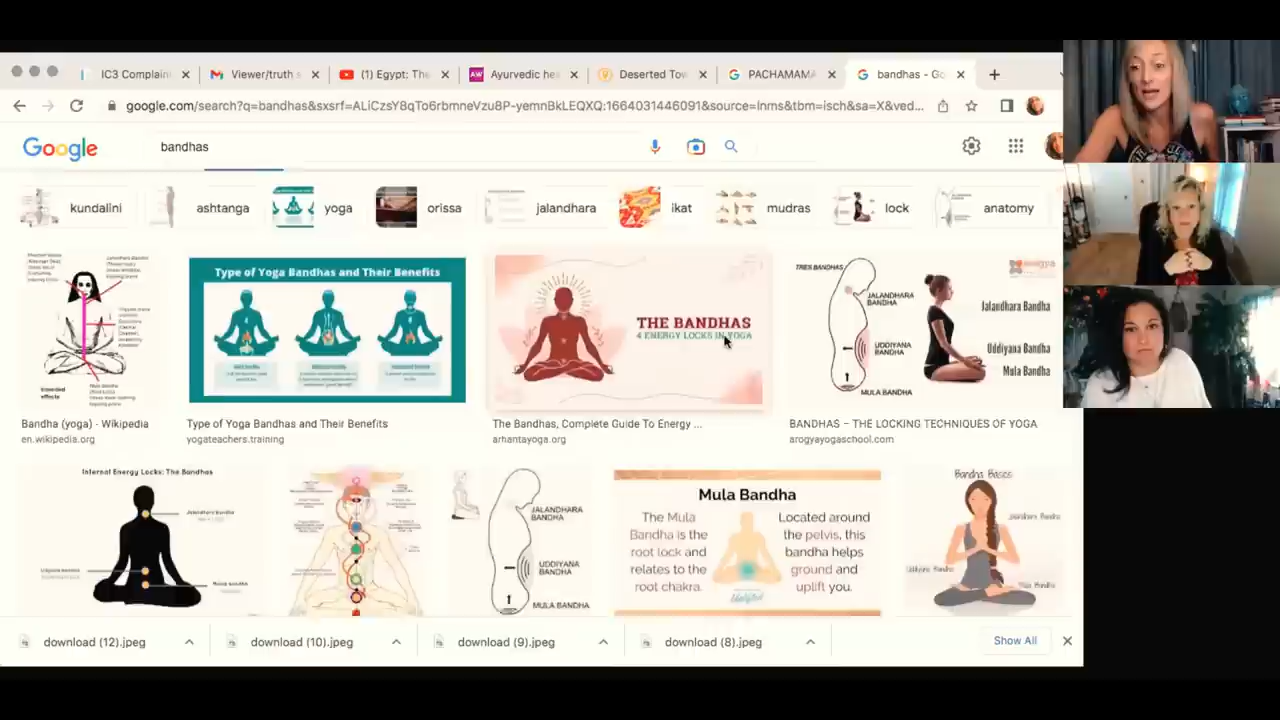 IC3 Complain
Viewer/truth s
(1) Egypt: The
AW
Ayurvedic hea
Deserted Tow
PACHAMAMA
bandhas - Go
google.com/search?q=bandhas&sxsrf=ALiCzsY8qTo6rbmneVzu8P-yemnBkLEQXQ:1664031446091&source=lnms&tbm=isch&sa=X&ved...
Google
bandhas
kundalini
ashtanga
yoga
orissa
jalandhara
ikat
mudras
lock
anatomy
Type of Yoga Bandhas and Their Benefits
THE BANDHAS
4 ENERGY LOCKS IN YOGA
TRES BANDHAS
JALANDHARA
BANDHA
UDDIYANA
BANDHA
MULA BANDHA
Jalandhara Bandha
Uddiyana Bandha
Mula Bandha
Bandha (yoga) - Wikipedia
en.wikipedia.org
Type of Yoga Bandhas and Their Benefits
yogateachers.training
The Bandhas, Complete Guide To Energy ...
arhantayoga.org
BANDHAS – THE LOCKING TECHNIQUES OF YOGA
arogyayogaschool.com
Internal Energy Locks: The Bandhas
JALANDHARA
BANDHA
UDDIYANA
BANDHA
MULA BANDHA
Mula Bandha
The Mula
Bandha is the
root lock and
relates to the
root chakra.
Located around
the pelvis, this
bandha helps
ground and
uplift you.
Bandha Basics
download (12).jpeg
download (10).jpeg
download (9).jpeg
download (8).jpeg
Show All